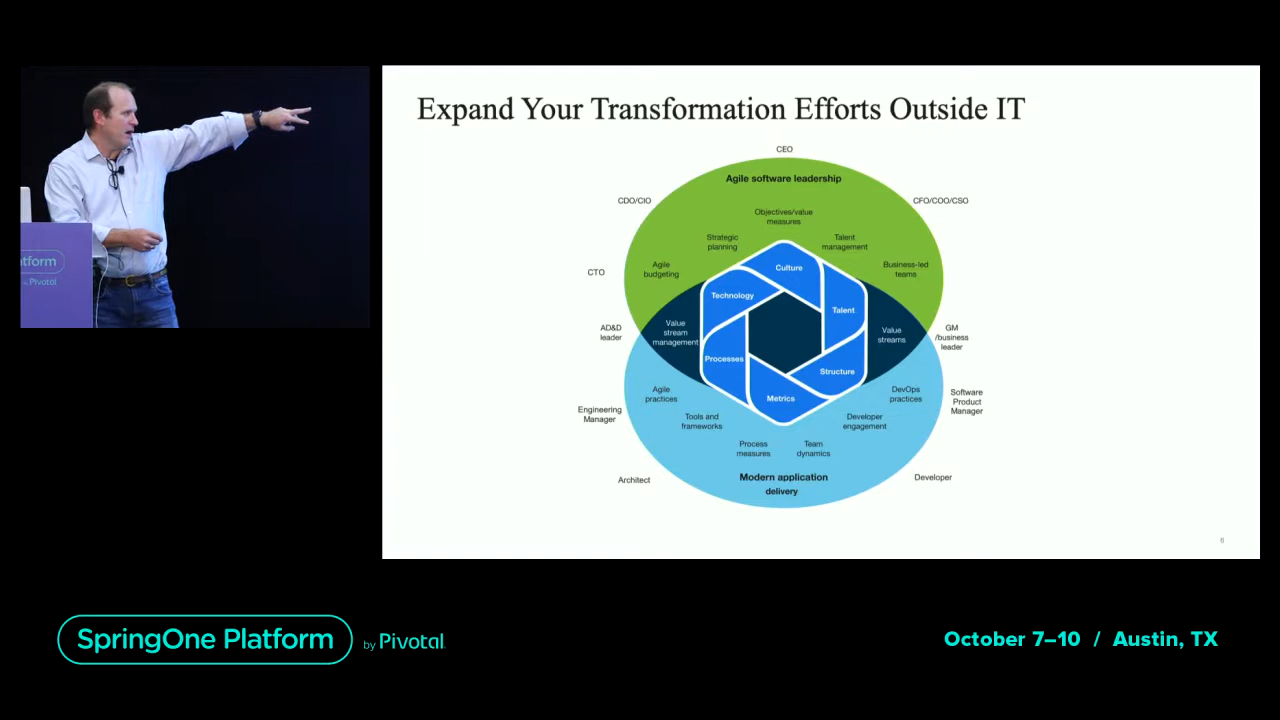 Expand Your Transformation Efforts Outside IT
CEO
Agile software leadership
CDO/CIO
CFO/COO/CSO
Objectives/value
measures
Strategic
planning
Talent
management
CTO
Agile
budgeting
Business-led
teams
Culture
Technology
Talent
AD&D
leader
Value
stream
management
Value
streams
GM
/business
leader
Processes
Structure
Metrics
Engineering
Manager
Agile
practices
DevOps
practices
Software
Product
Manager
Tools and
frameworks
Developer
engagement
Process
measures
Team
dynamics
Architect
Modern application
delivery
Developer
6
tform
by Pivotal
SpringOne Platform
by Pivotal
October 7–10 / Austin, TX